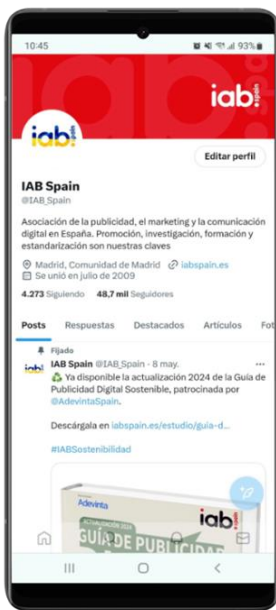 10:45
93%
iab
spain
iab
Editar perfil
IAB Spain
@IAB_Spain
Asociación de la publicidad, el marketing y la comunicación
digital en España. Promoción, investigación, formación y
estandarización son nuestras claves
Madrid, Comunidad de Madrid iabspain.es
Se unió en julio de 2009
4.273 Siguiendo 48,7 mil Seguidores
Posts Respuestas Destacados Artículos Fot
Fijado
iab
IAB Spain @IAB_Spain · 8 may.
Ya disponible la actualización 2024 de la Guía de
Publicidad Digital Sostenible, patrocinada por
@AdevintaSpain.
Descárgala en iabspain.es/estudio/guia-d...
#IABSostenibilidad
Adevinta
iab
spain
ACTUALIZACIÓN 2024
GUÍA DE PUBLICIDAD